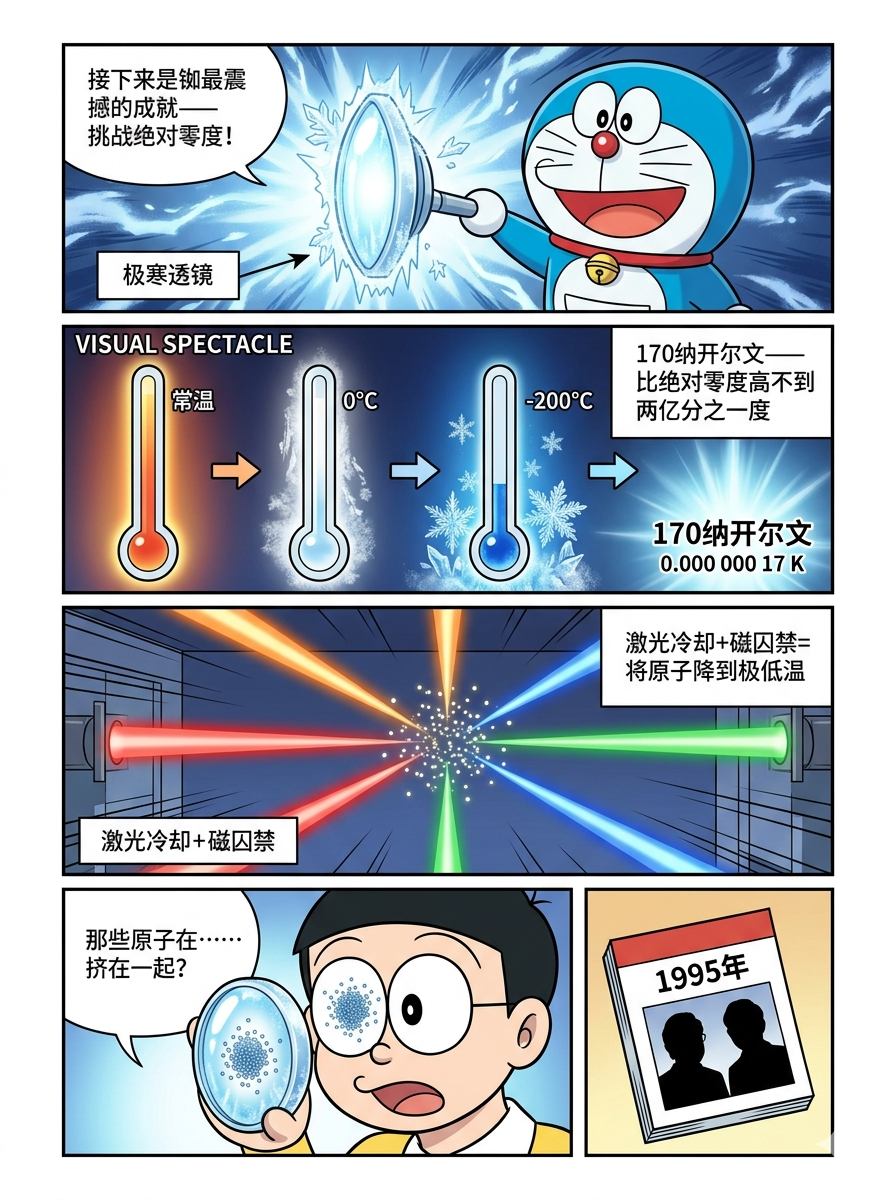 接下来是铷最震
撼的成就——
挑战绝对零度！
极寒透镜
VISUAL SPECTACLE
常温
0°C
-200°C
170纳开尔文——
比绝对零度高不到
两亿分之一度
170纳开尔文
0.000 000 17 K
激光冷却+磁囚禁=
将原子降到极低温
激光冷却+磁囚禁
那些原子在……
挤在一起？
1995年